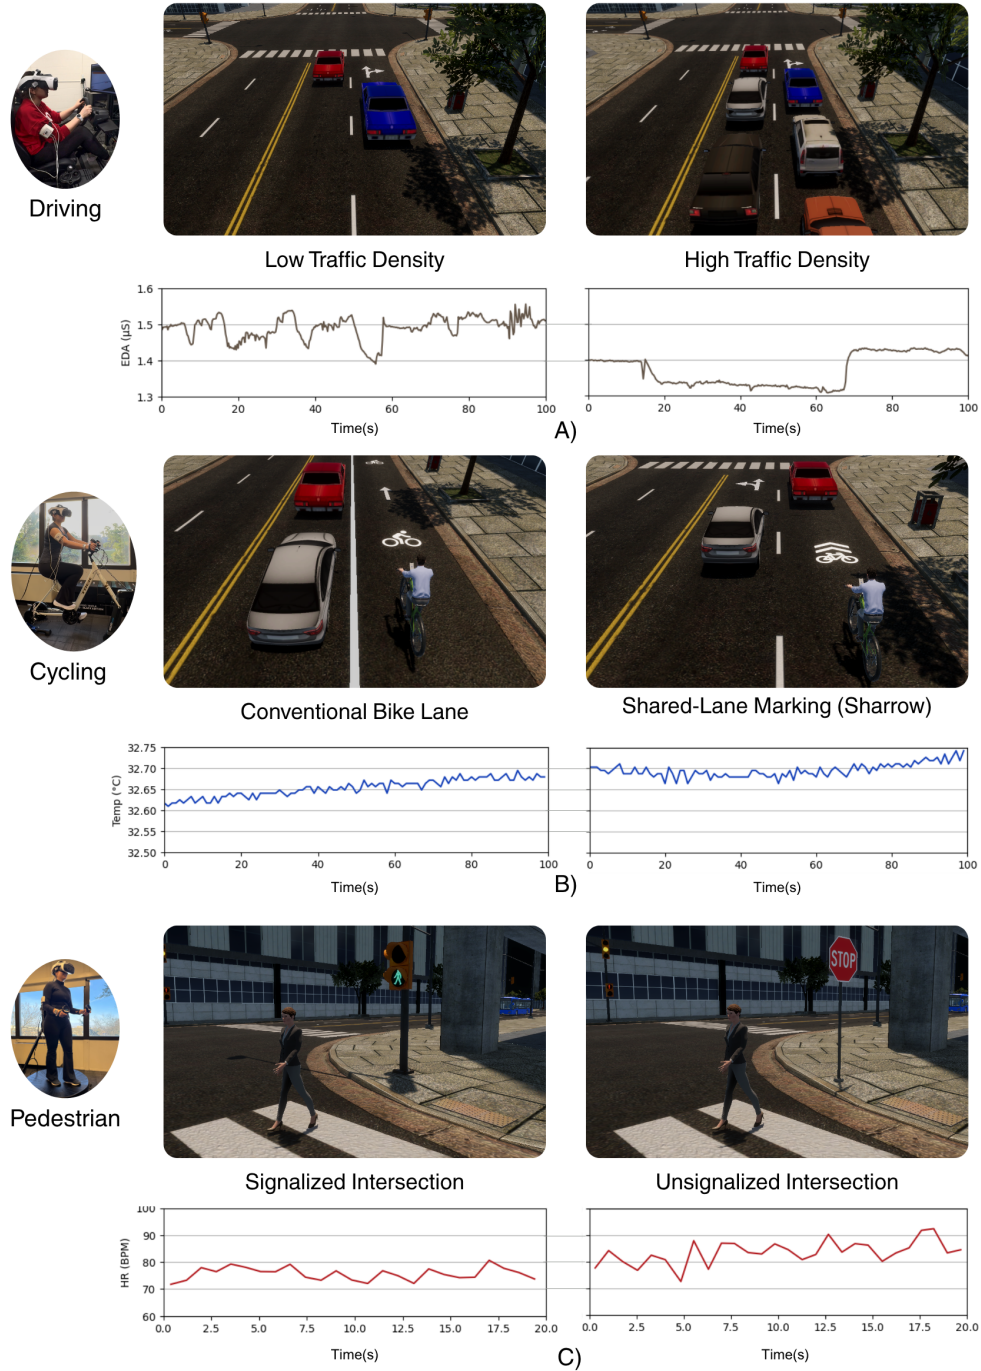 Driving
Low Traffic Density
High Traffic Density
1.6
1.5
1.4
1.3
EDA (μS)
0 20 40 60 80 100
0 20 40 60 80 100
Time(s)
Time(s)
A)
Cycling
Conventional Bike Lane
Shared-Lane Marking (Sharrow)
32.75
32.70
32.65
32.60
32.55
32.50
Temp (°C)
0 20 40 60 80 100
0 20 40 60 80 100
Time(s)
Time(s)
B)
STOP
Pedestrian
Signalized Intersection
Unsignalized Intersection
100
90
80
70
60
HR (BPM)
0.0 2.5 5.0 7.5 10.0 12.5 15.0 17.5 20.0
0.0 2.5 5.0 7.5 10.0 12.5 15.0 17.5 20.0
Time(s)
Time(s)
C)